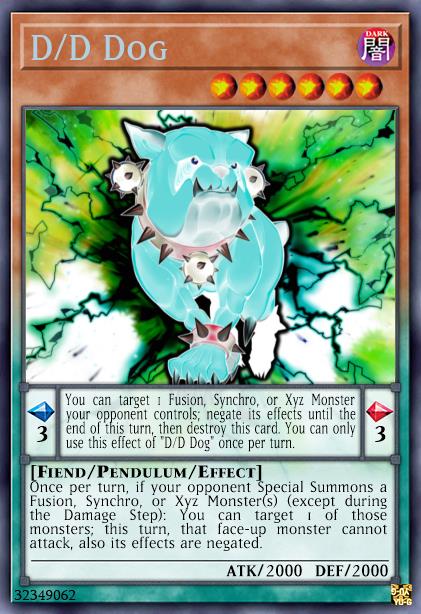 D/D Dog
DARK
闇
You can target 1 Fusion, Synchro, or Xyz Monster
your opponent controls; negate its effects until the
end of this turn, then destroy this card. You can only
use this effect of "D/D Dog" once per turn.
3
3
[Fiend/Pendulum/Effect]
Once per turn, if your opponent Special Summons a
Fusion, Synchro, or Xyz Monster(s) (except during
the Damage Step): You can target 1 of those
monsters; this turn, that face-up monster cannot
attack, also its effects are negated.
ATK/2000 DEF/2000
32349062